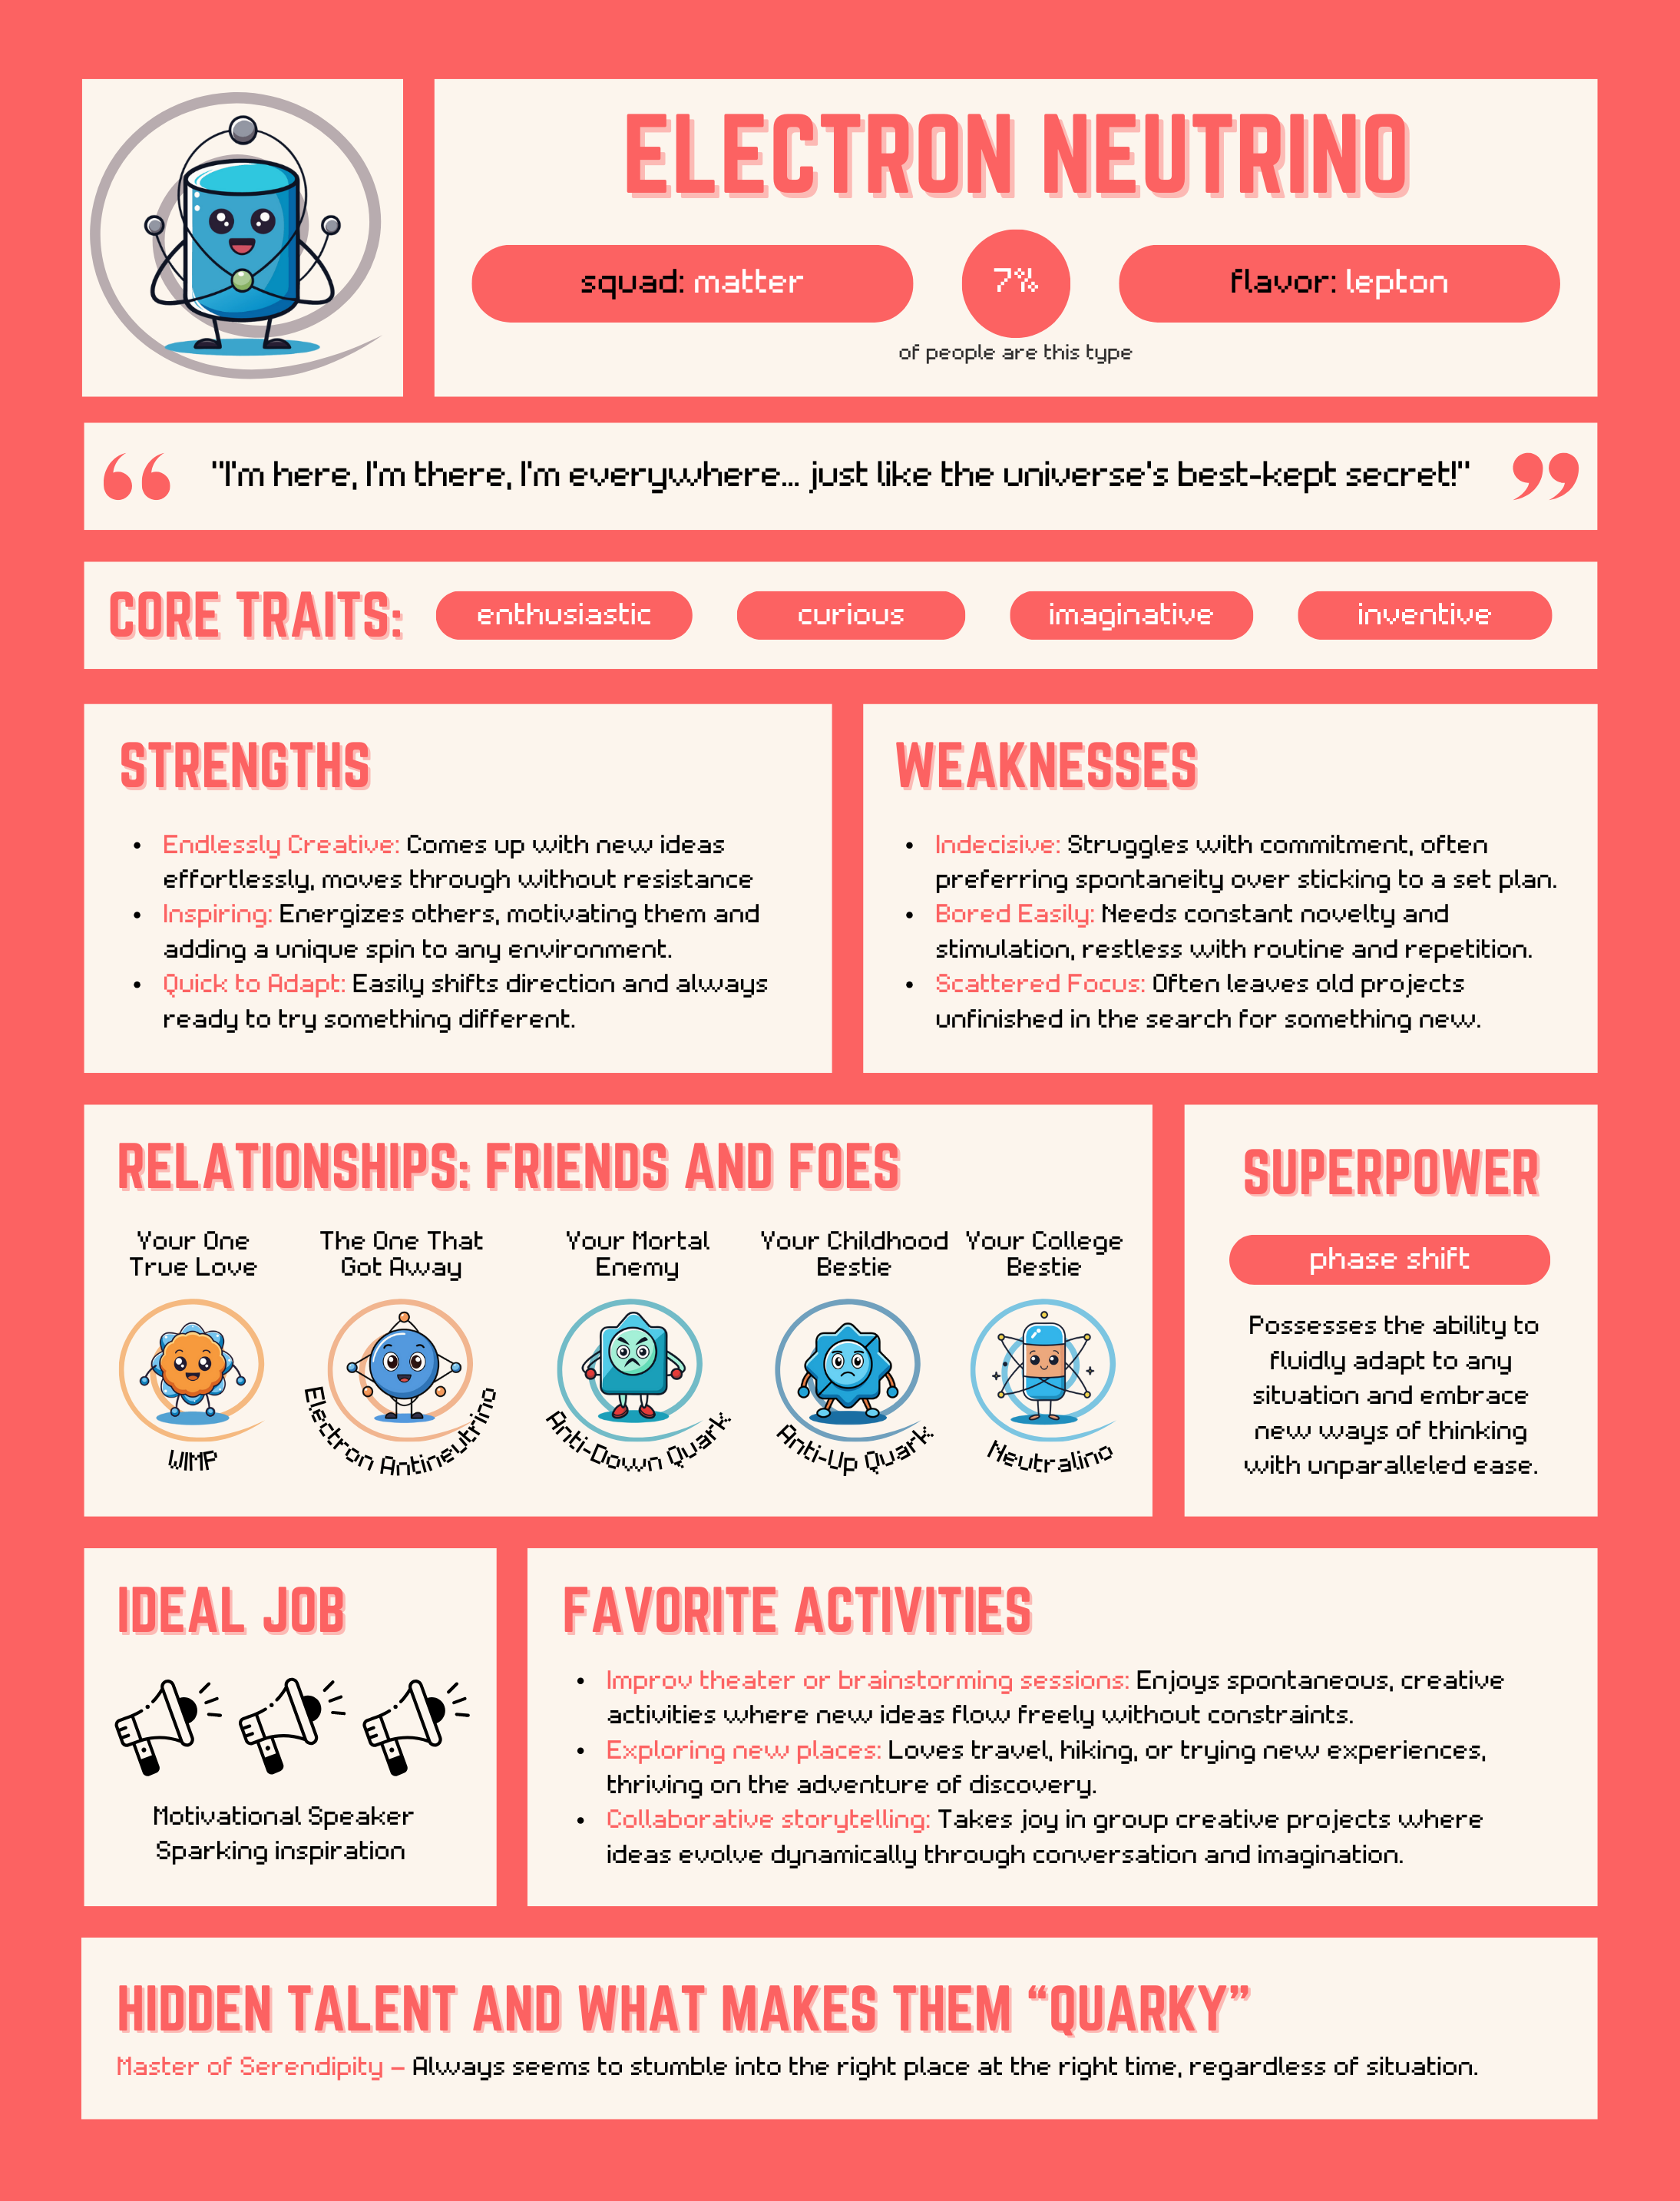 ELECTRON NEUTRINO
squad: matter
7%
flavor: lepton
of people are this type
"I'm here, I'm there, I'm everywhere... just like the universe's best-kept secret!"
CORE TRAITS:
enthusiastic
curious
imaginative
inventive
STRENGTHS
• Endlessly Creative: Comes up with new ideas
effortlessly, moves through without resistance
• Inspiring: Energizes others, motivating them and
adding a unique spin to any environment.
• Quick to Adapt: Easily shifts direction and always
ready to try something different.
WEAKNESSES
• Indecisive: Struggles with commitment, often
preferring spontaneity over sticking to a set plan.
• Bored Easily: Needs constant novelty and
stimulation, restless with routine and repetition.
• Scattered Focus: Often leaves old projects
unfinished in the search for something new.
RELATIONSHIPS: FRIENDS AND FOES
Your One
True Love
WIMP
The One That
Got Away
Electron Antineutrino
Your Mortal
Enemy
Anti-Down Quark
Your Childhood
Bestie
Anti-Up Quark
Your College
Bestie
Neutralino
SUPERPOWER
phase shift
Possesses the ability to
fluidly adapt to any
situation and embrace
new ways of thinking
with unparalleled ease.
IDEAL JOB
Motivational Speaker
Sparking inspiration
FAVORITE ACTIVITIES
• Improv theater or brainstorming sessions: Enjoys spontaneous, creative
activities where new ideas flow freely without constraints.
• Exploring new places: Loves travel, hiking, or trying new experiences,
thriving on the adventure of discovery.
• Collaborative storytelling: Takes joy in group creative projects where
ideas evolve dynamically through conversation and imagination.
HIDDEN TALENT AND WHAT MAKES THEM “QUARKY”
Master of Serendipity – Always seems to stumble into the right place at the right time, regardless of situation.